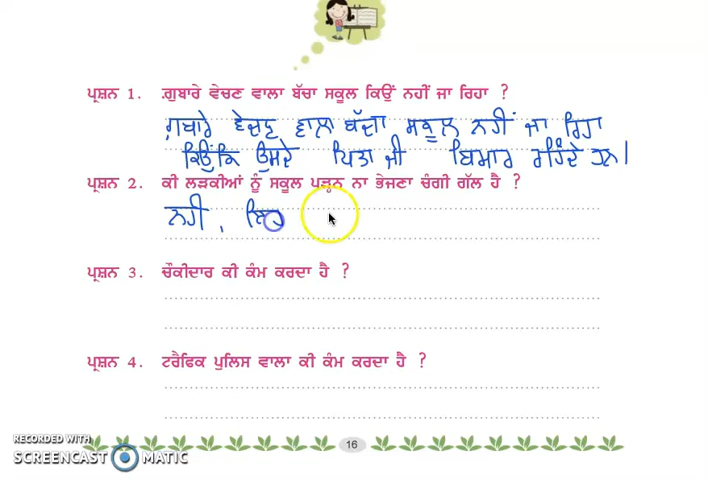 ਪ੍ਰਸ਼ਨ 1. ਗੁਬਾਰੇ ਵੇਚਣ ਵਾਲਾ ਬੱਚਾ ਸਕੂਲ ਕਿਉਂ ਨਹੀਂ ਜਾ ਰਿਹਾ ?
ਗੁਬਾਰੇ ਵੇਚਣ ਵਾਲਾ ਬੱਚਾ ਸਕੂਲ ਨਹੀਂ ਜਾ ਰਿਹਾ
ਕਿਉਂਕਿ ਉਸਦੇ ਪਿਤਾ ਜੀ ਬਿਮਾਰ ਰਹਿੰਦੇ ਹਨ।
ਪ੍ਰਸ਼ਨ 2. ਕੀ ਲੜਕੀਆਂ ਨੂੰ ਸਕੂਲ ਪੜ੍ਹਨ ਨਾ ਭੇਜਣਾ ਚੰਗੀ ਗੱਲ ਹੈ ?
ਨਹੀ ,
ਪ੍ਰਸ਼ਨ 3. ਚੌਕੀਦਾਰ ਕੀ ਕੰਮ ਕਰਦਾ ਹੈ ?
ਪ੍ਰਸ਼ਨ 4. ਟਰੈਫਿਕ ਪੁਲਿਸ ਵਾਲਾ ਕੀ ਕੰਮ ਕਰਦਾ ਹੈ ?
16
RECORDED WITH
SCREENCAST MATIC